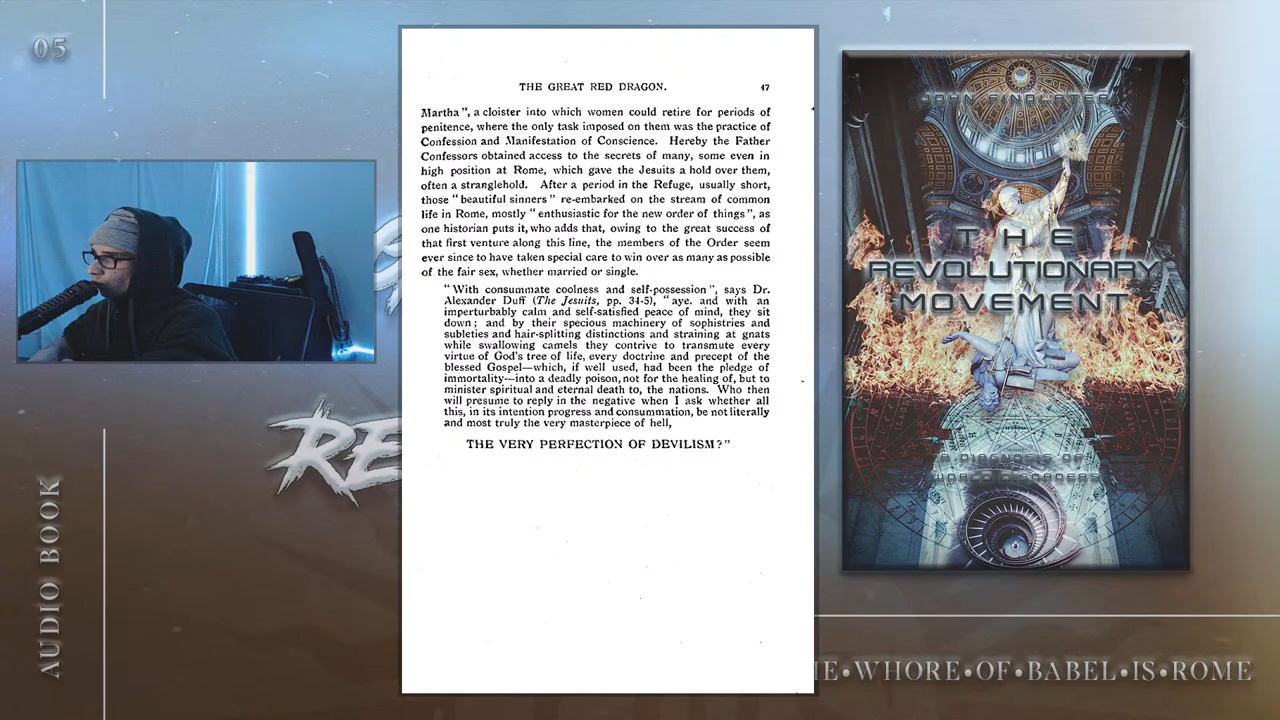 05
THE GREAT RED DRAGON. 47
Martha", a cloister into which women could retire for periods of
penitence, where the only task imposed on them was the practice of
Confession and Manifestation of Conscience. Hereby the Father
Confessors obtained access to the secrets of many, some even in
high position at Rome, which gave the Jesuits a hold over them,
often a stranglehold. After a period in the Refuge, usually short,
those "beautiful sinners" re-embarked on the stream of common
life in Rome, mostly "enthusiastic for the new order of things", as
one historian puts it, who adds that, owing to the great success of
that first venture along this line, the members of the Order seem
ever since to have taken special care to win over as many as possible
of the fair sex, whether married or single.
"With consummate coolness and self-possession", says Dr.
Alexander Duff (The Jesuits, pp. 34-5), "aye. and with an
imperturbably calm and self-satisfied peace of mind, they sit
down; and by their specious machinery of sophistries and
subleties and hair-splitting distinctions and straining at gnats
while swallowing camels they contrive to transmute every
virtue of God's tree of life, every doctrine and precept of the
blessed Gospel—which, if well used, had been the pledge of
immortality—into a deadly poison, not for the healing of, but to
minister spiritual and eternal death to, the nations. Who then
will presume to reply in the negative when I ask whether all
this, in its intention progress and consummation, be not literally
and most truly the very masterpiece of hell,
THE VERY PERFECTION OF DEVILISM?"
JOHN FINDLATER
THE
REVOLUTIONARY
MOVEMENT
A DIAGNOSIS OF
WORLD DISORDERS
RE
AUDIO BOOK
HE•WHORE•OF•BABEL•IS•ROME